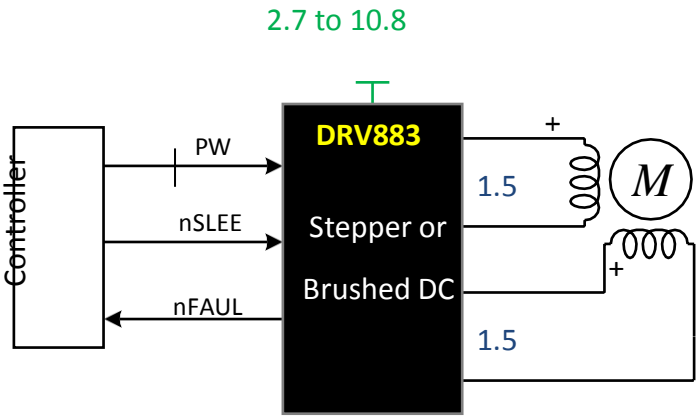 2.7 to 10.8
DRV883
Controller
PW
nSLEE
nFAUL
Stepper or
Brushed DC
+
1.5
M
+
1.5